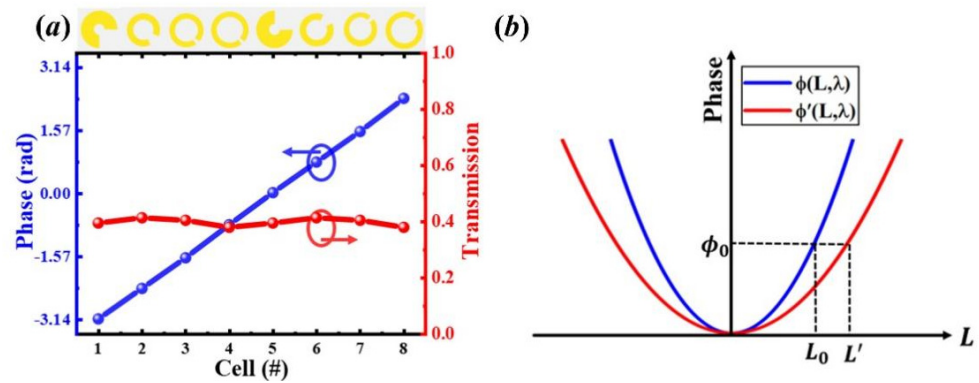 (a)
Phase (rad)
3.14
1.57
0.00
-1.57
-3.14
1.0
0.8
0.6
0.4
0.2
0.0
Transmission
1 2 3 4 5 6 7 8
Cell (#)
(b)
Phase
ϕ(L,λ)
ϕ′(L,λ)
ϕ₀
L₀ L′ L